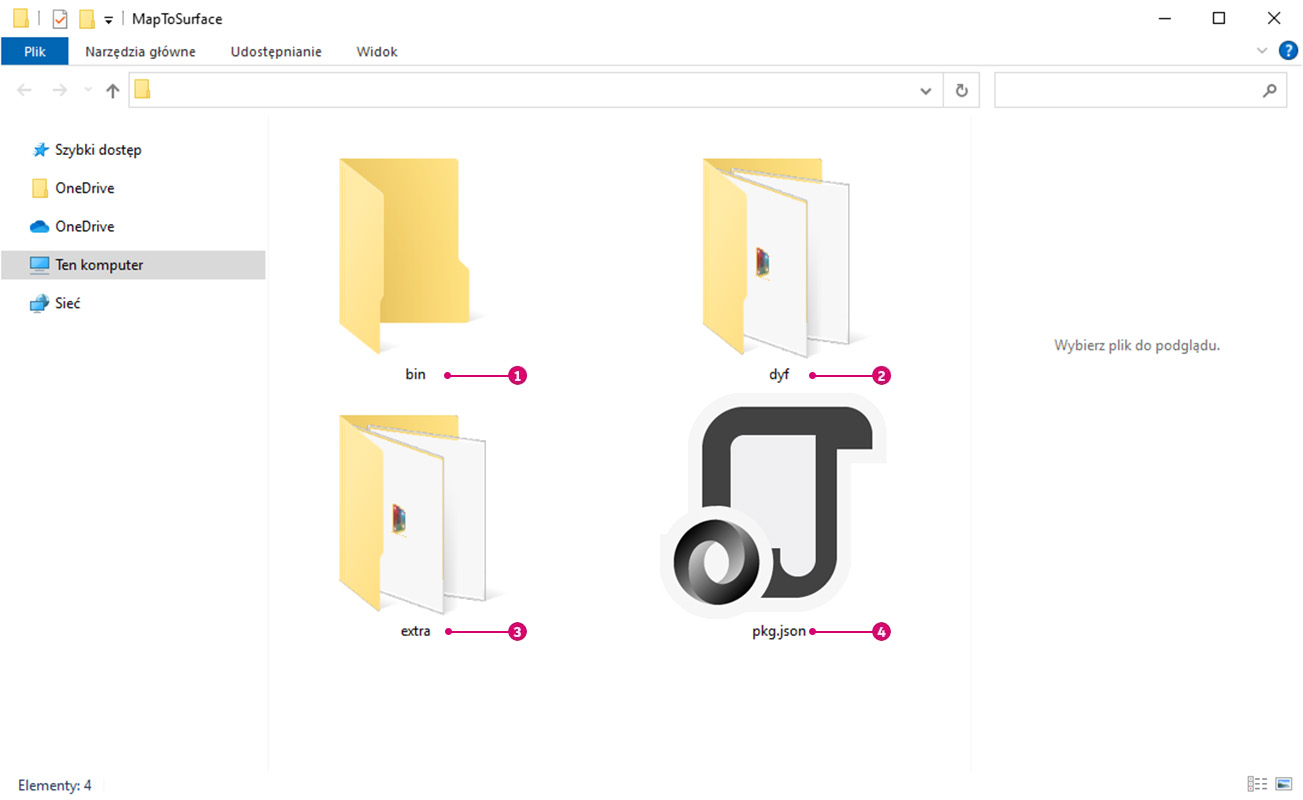 MapToSurface
Plik Narzędzia główne Udostępnianie Widok
?
Szybki dostęp
OneDrive
OneDrive
Ten komputer
Sieć
bin 1
dyf 2
extra 3
pkg.json 4
Wybierz plik do podglądu.
Elementy: 4